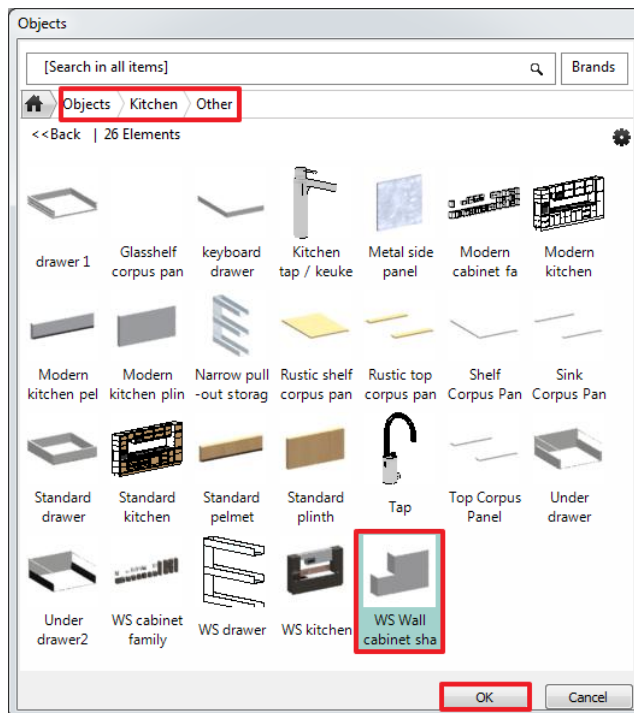 Objects
[Search in all items] Brands
Objects Kitchen Other
<<Back | 26 Elements
drawer 1
Glasshelf
corpus pan
keyboard
drawer
Kitchen
tap / keuke
Metal side
panel
Modern
cabinet fa
Modern
kitchen
Modern
kitchen pel
Modern
kitchen plin
Narrow pull
-out storag
Rustic shelf
corpus pan
Rustic top
corpus pan
Shelf
Corpus Pan
Sink
Corpus Pan
Standard
drawer
Standard
kitchen
Standard
pelmet
Standard
plinth
Tap
Top Corpus
Panel
Under
drawer
Under
drawer2
WS cabinet
family
WS drawer
WS kitchen
WS Wall
cabinet sha
OK Cancel